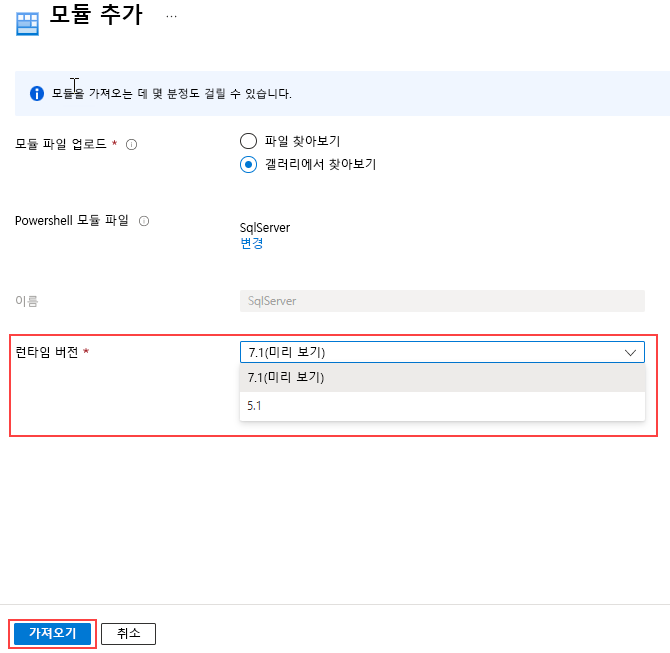 모듈 추가 ...
모듈을 가져오는 데 몇 분정도 걸릴 수 있습니다.
모듈 파일 업로드 *
파일 찾아보기
갤러리에서 찾아보기
Powershell 모듈 파일
SqlServer
변경
이름
SqlServer
런타임 버전 *
7.1(미리 보기)
7.1(미리 보기)
5.1
가져오기
취소